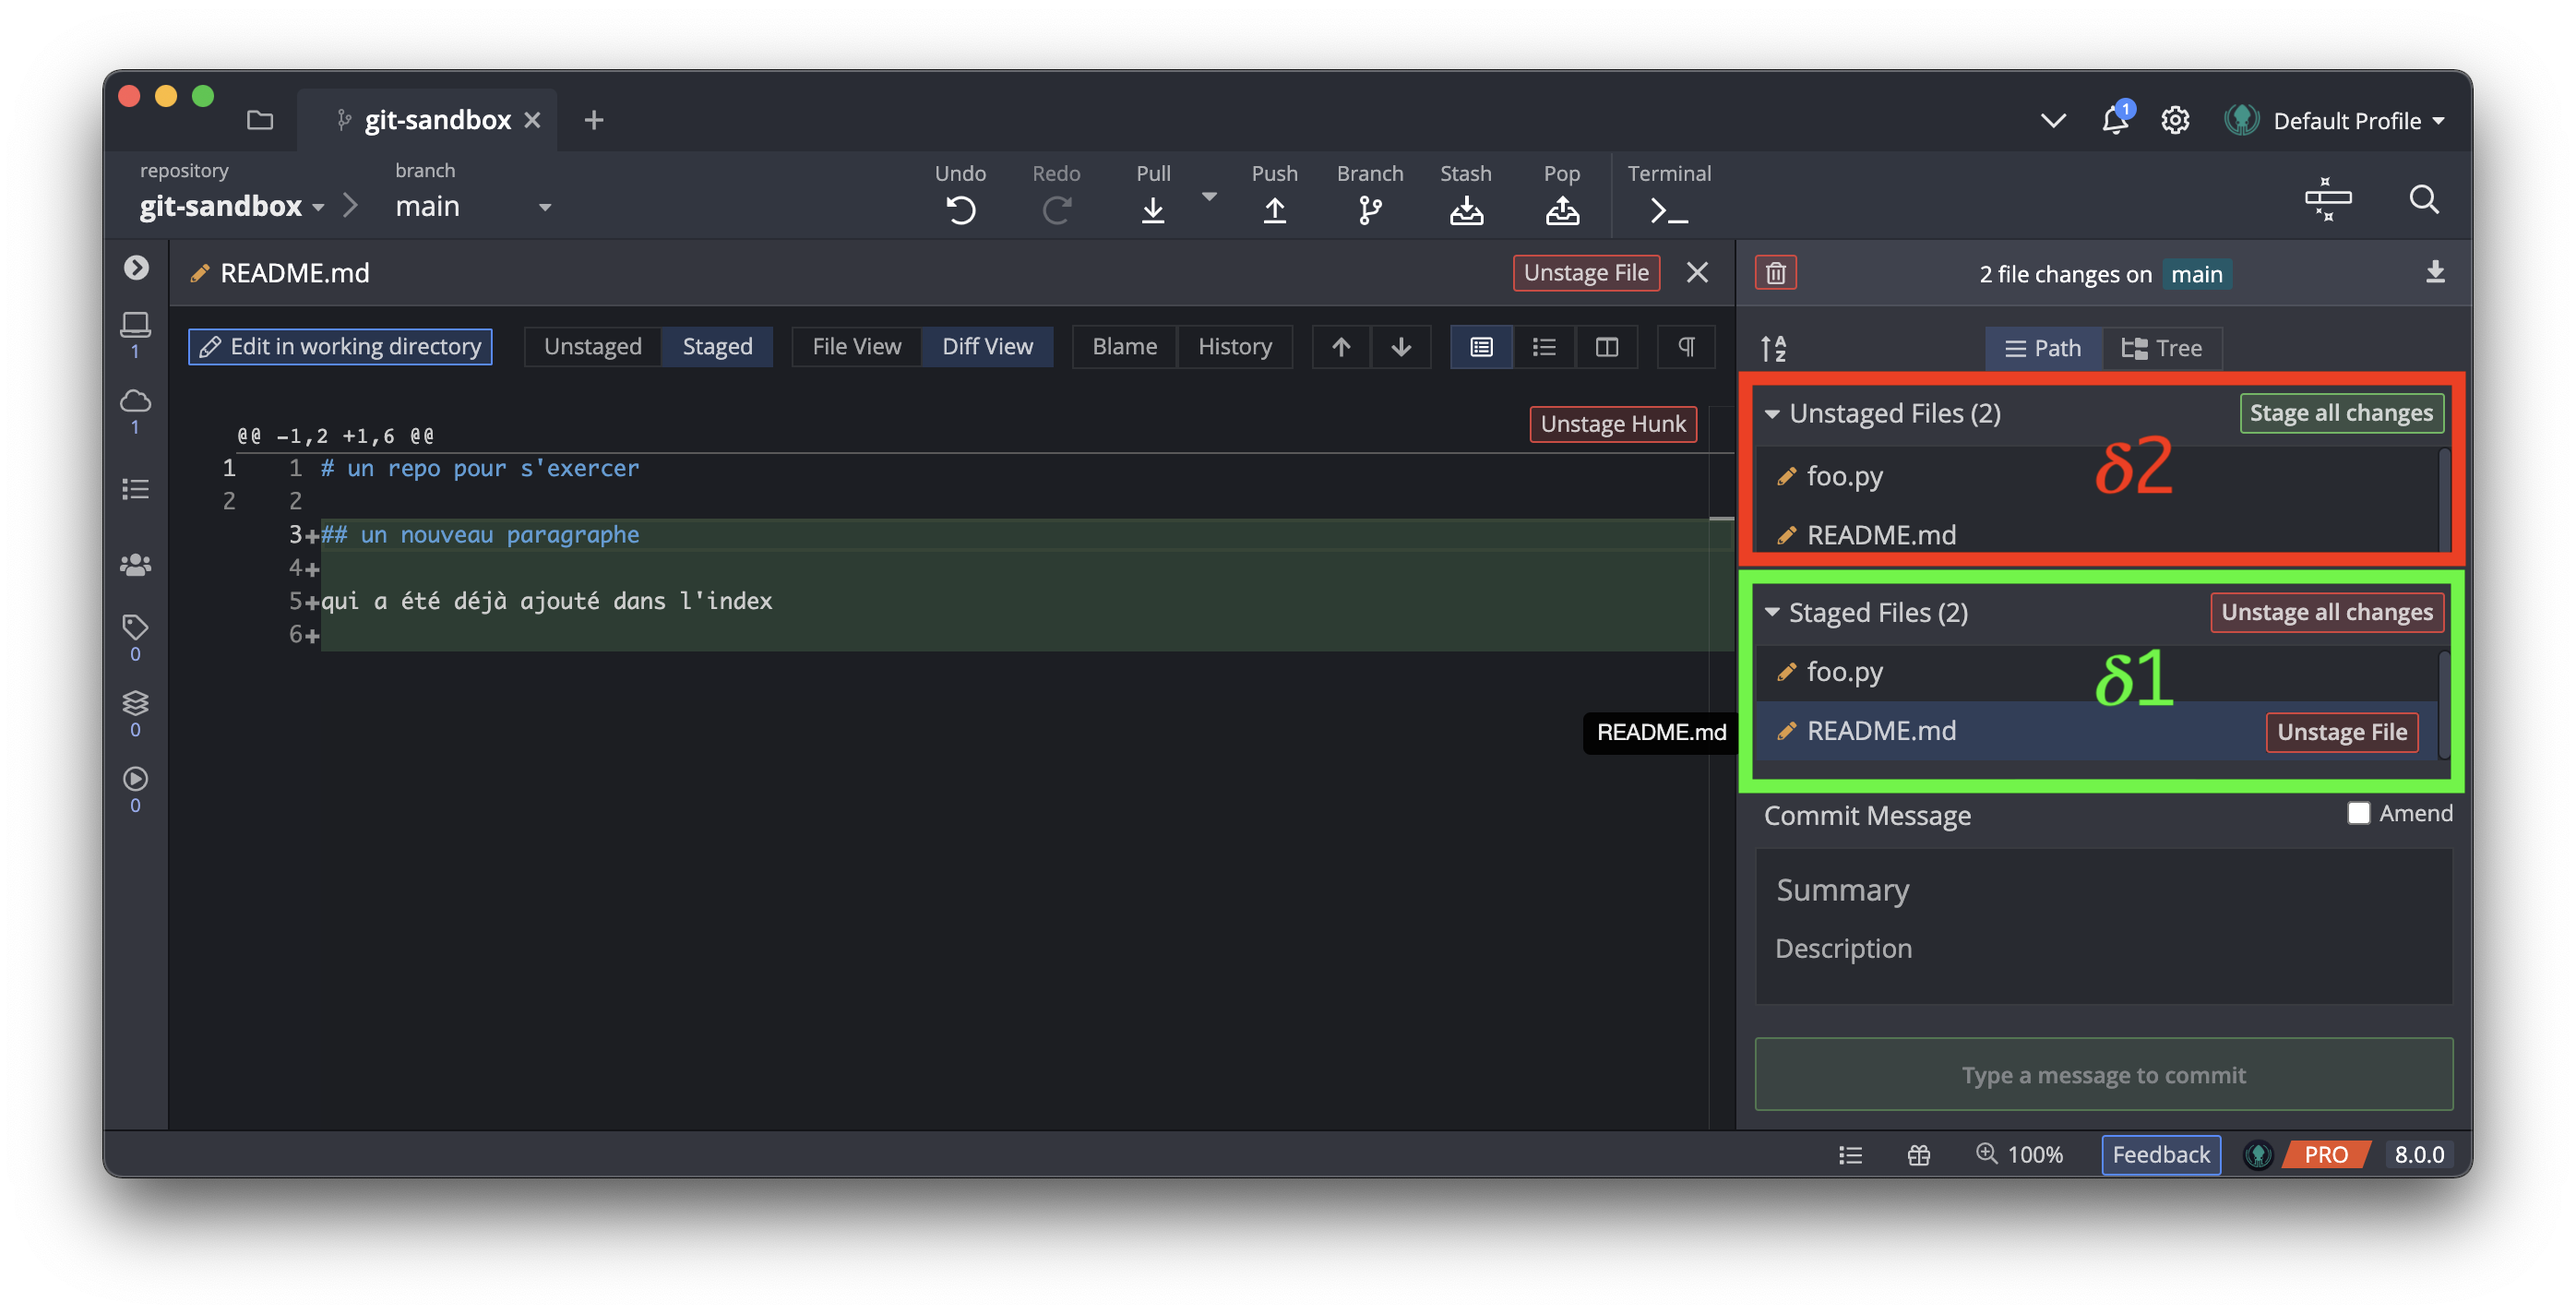 git-sandbox
1
Default Profile
repository
git-sandbox
branch
main
Undo
Redo
Pull
Push
Branch
Stash
Pop
Terminal
README.md
Unstage File
2 file changes on main
Edit in working directory
Unstaged
Staged
File View
Diff View
Blame
History
Path
Tree
1
1
0
0
0
@@ -1,2 +1,6 @@
Unstage Hunk
1 1 # un repo pour s'exercer
2 2
3+## un nouveau paragraphe
4+
5+qui a été déjà ajouté dans l'index
6+
README.md
Unstaged Files (2)
Stage all changes
foo.py
δ2
README.md
Staged Files (2)
Unstage all changes
foo.py
δ1
README.md
Unstage File
Commit Message
Amend
Summary
Description
Type a message to commit
100%
Feedback
PRO
8.0.0